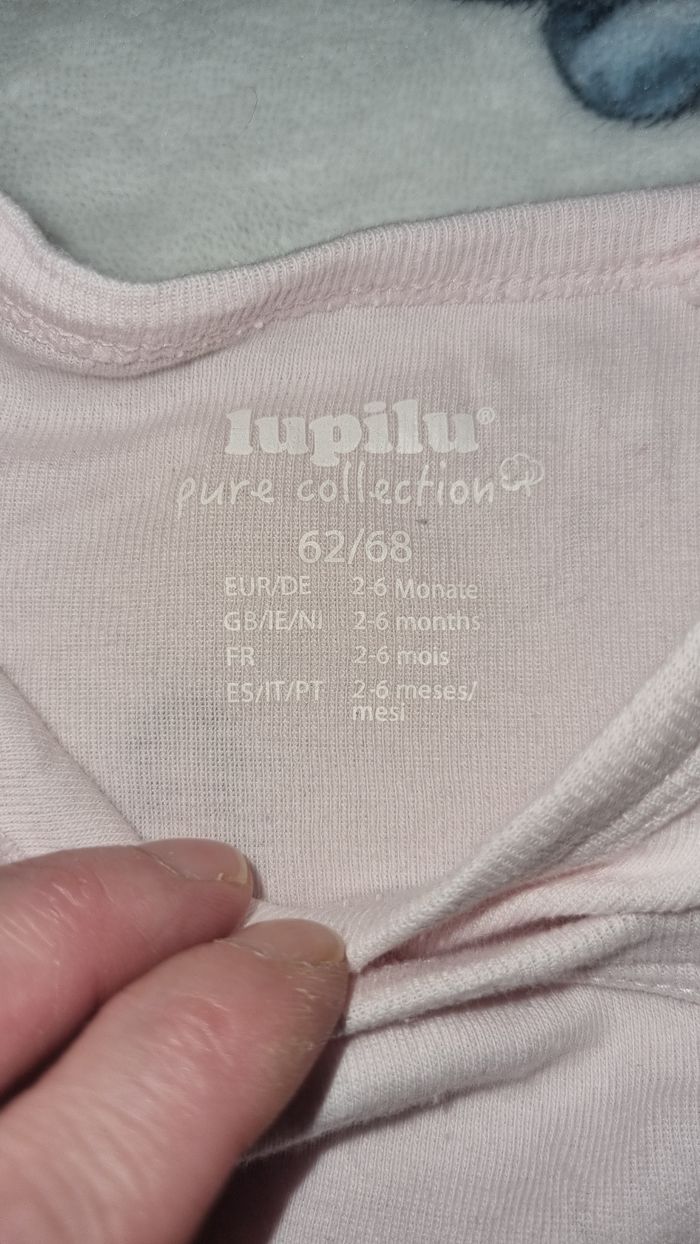 lupilu®
pure collection
62/68
EUR/DE 2-6 Monate
GB/IE/NI 2-6 months
FR 2-6 mois
ES/IT/PT 2-6 meses/
mesi